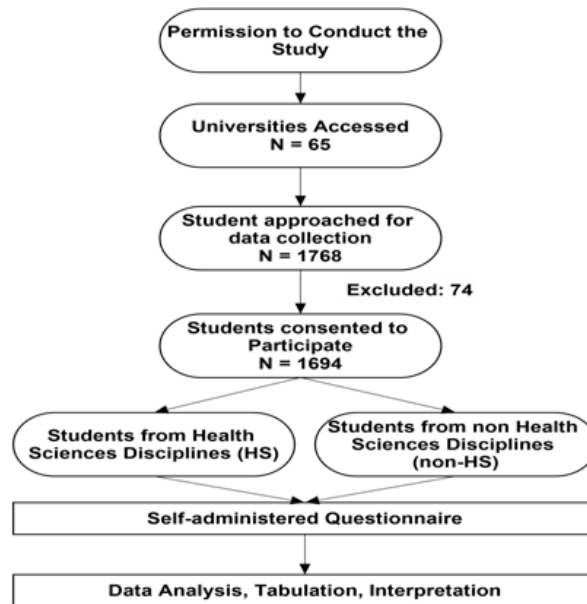 Permission to Conduct the
Study
Universities Accessed
N = 65
Student approached for
data collection
N = 1768
Excluded: 74
Students consented to
Participate
N = 1694
Students from Health
Sciences Disciplines (HS)
Students from non Health
Sciences Disciplines
(non-HS)
Self-administered Questionnaire
Data Analysis, Tabulation, Interpretation